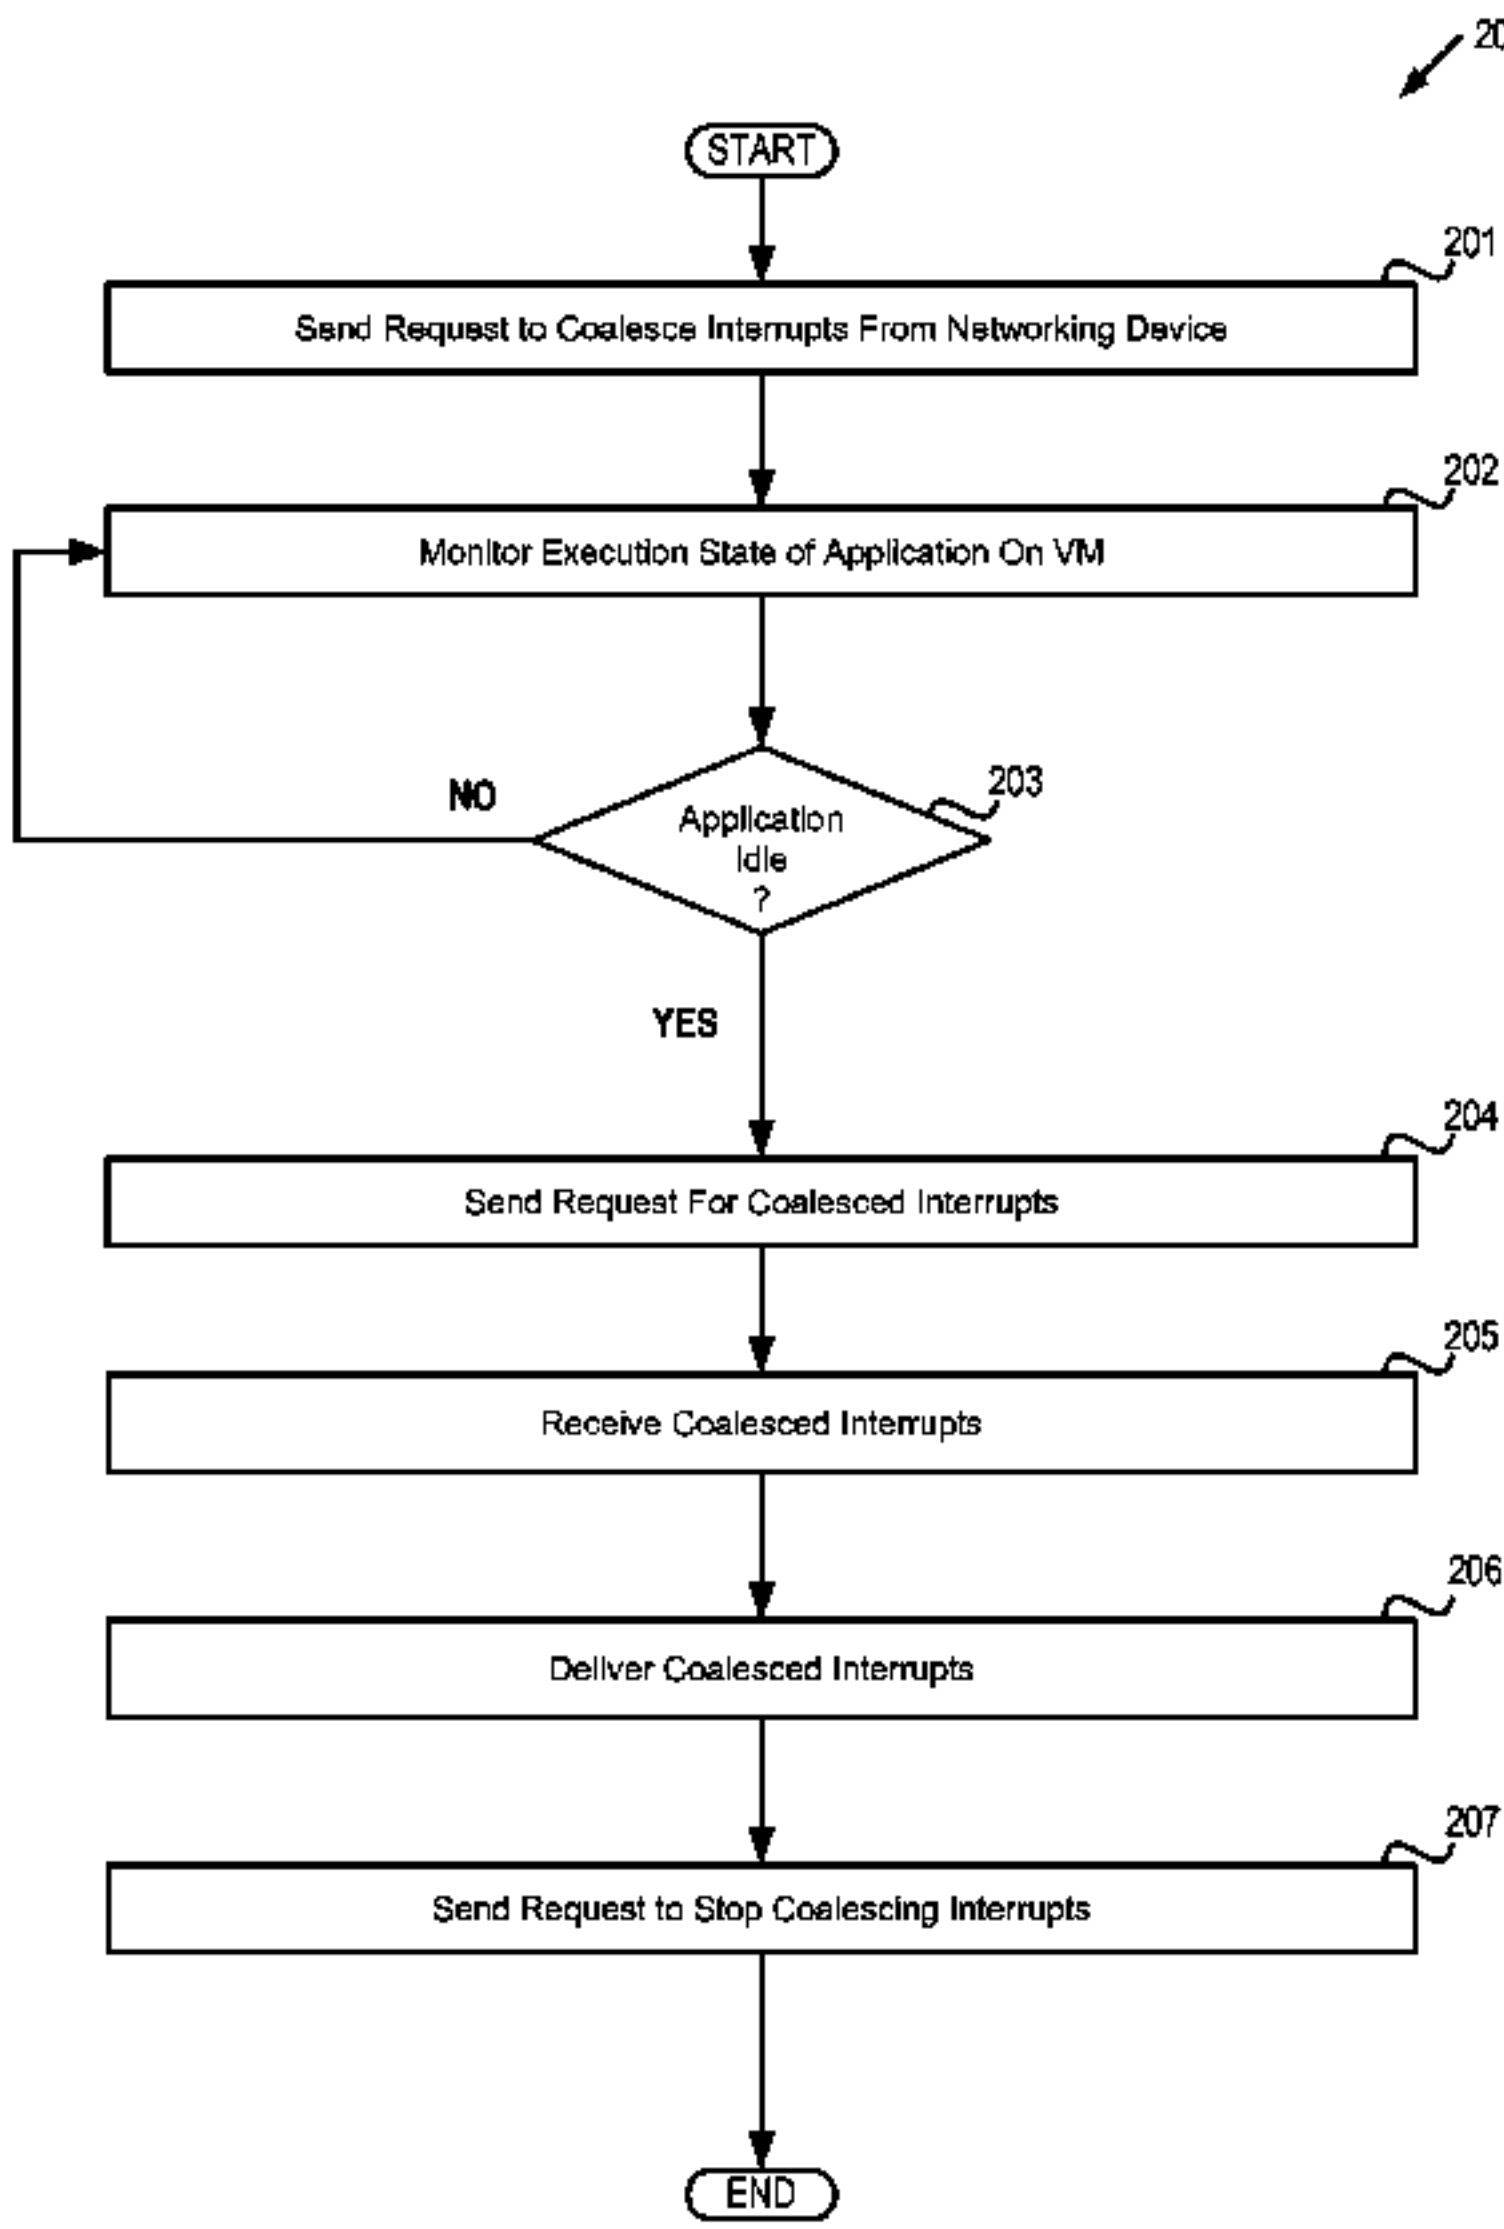 20
START
201
Send Request to Coalesce Interrupts From Networking Device
202
Monitor Execution State of Application On VM
NO
203
Application
Idle
?
YES
204
Send Request For Coalesced Interrupts
205
Receive Coalesced Interrupts
206
Deliver Coalesced Interrupts
207
Send Request to Stop Coalescing Interrupts
END